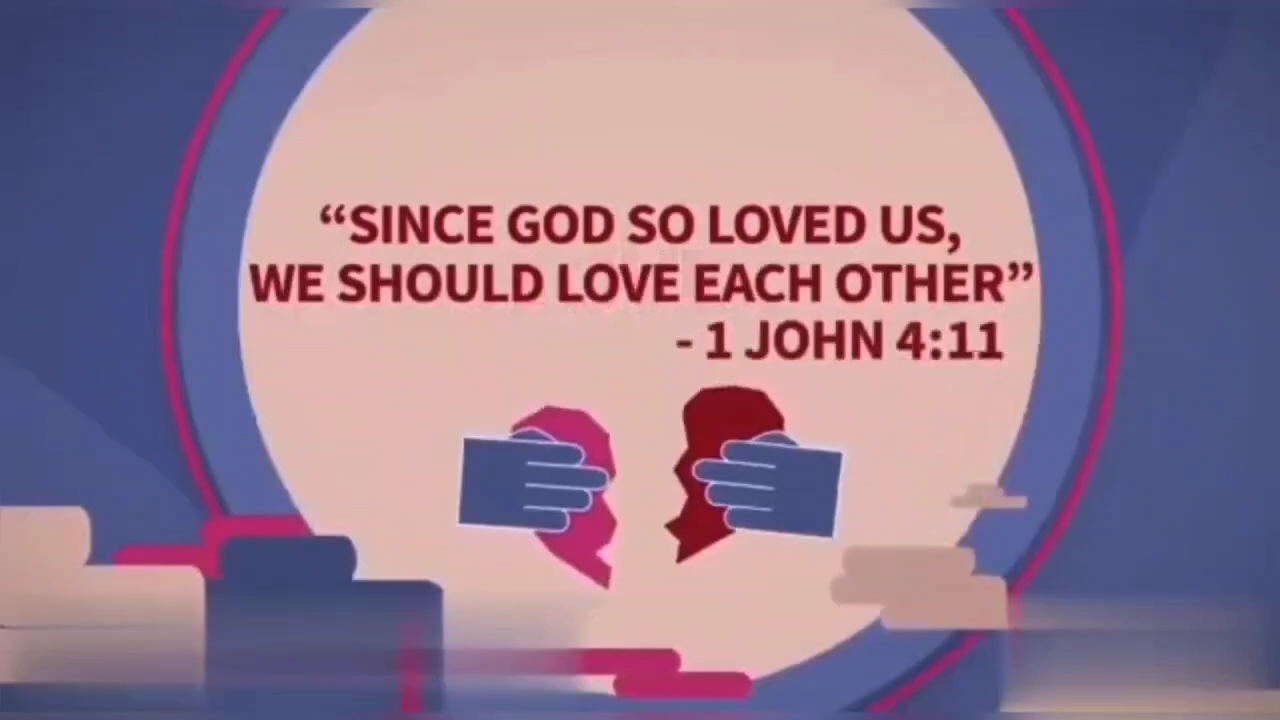 “SINCE GOD SO LOVED US,
WE SHOULD LOVE EACH OTHER”
- 1 JOHN 4:11